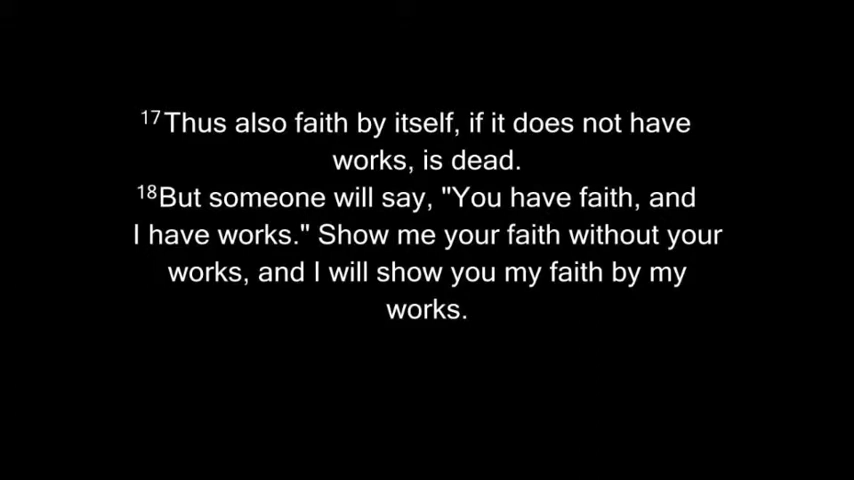 17Thus also faith by itself, if it does not have
works, is dead.
18But someone will say, "You have faith, and
I have works." Show me your faith without your
works, and I will show you my faith by my
works.